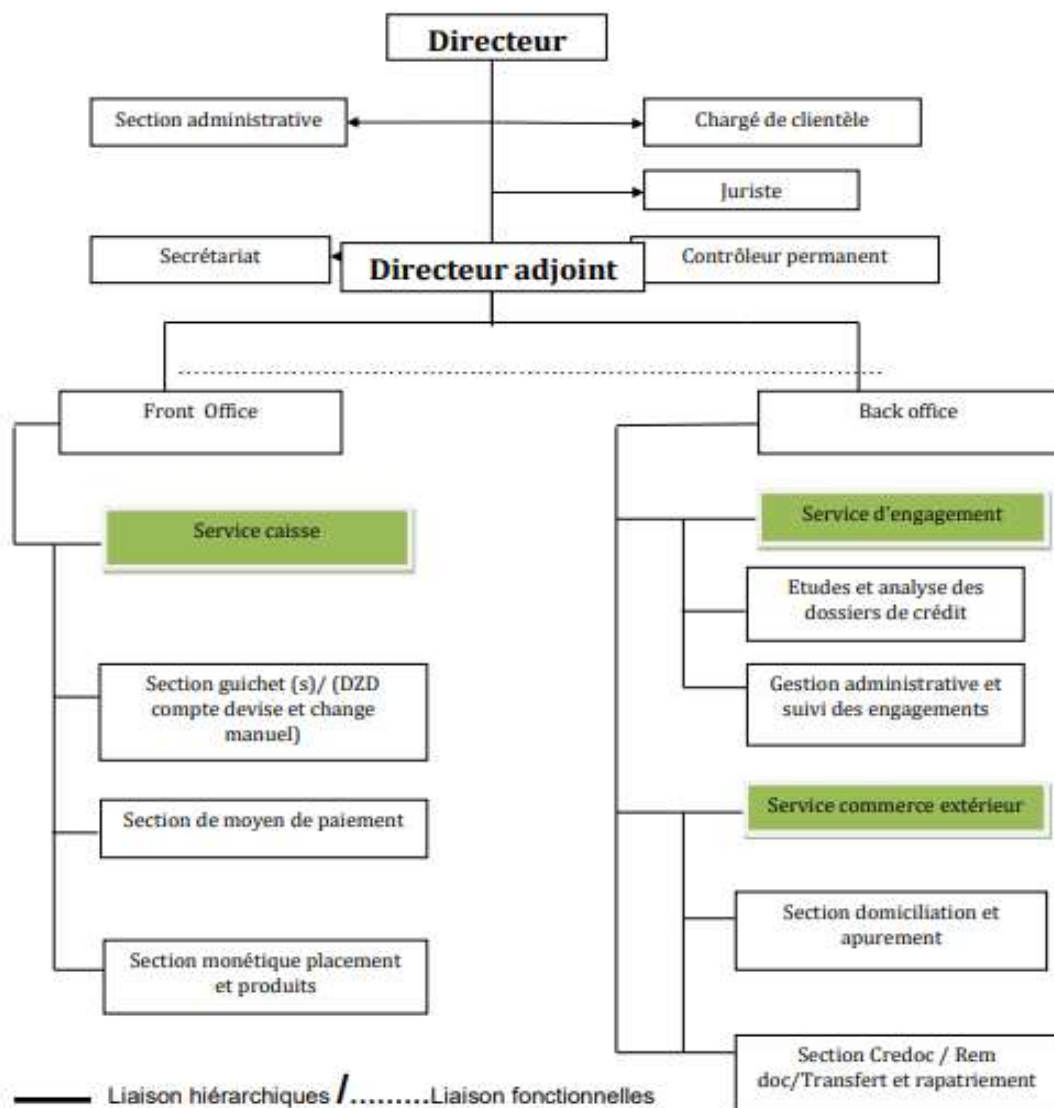 Directeur
Section administrative
Chargé de clientèle
Juriste
Secrétariat
Directeur adjoint
Contrôleur permanent
Front Office
Back office
Service caisse
Section guichet (s)/ (DZD
compte devise et change
manuel)
Section de moyen de paiement
Section monétique placement
et produits
Service d'engagement
Etudes et analyse des
dossiers de crédit
Gestion administrative et
suivi des engagements
Service commerce extérieur
Section domiciliation et
apurement
Section Credoc / Rem
doc/Transfert et rapatriement
Liaison hiérarchiques /.........Liaison fonctionnelles